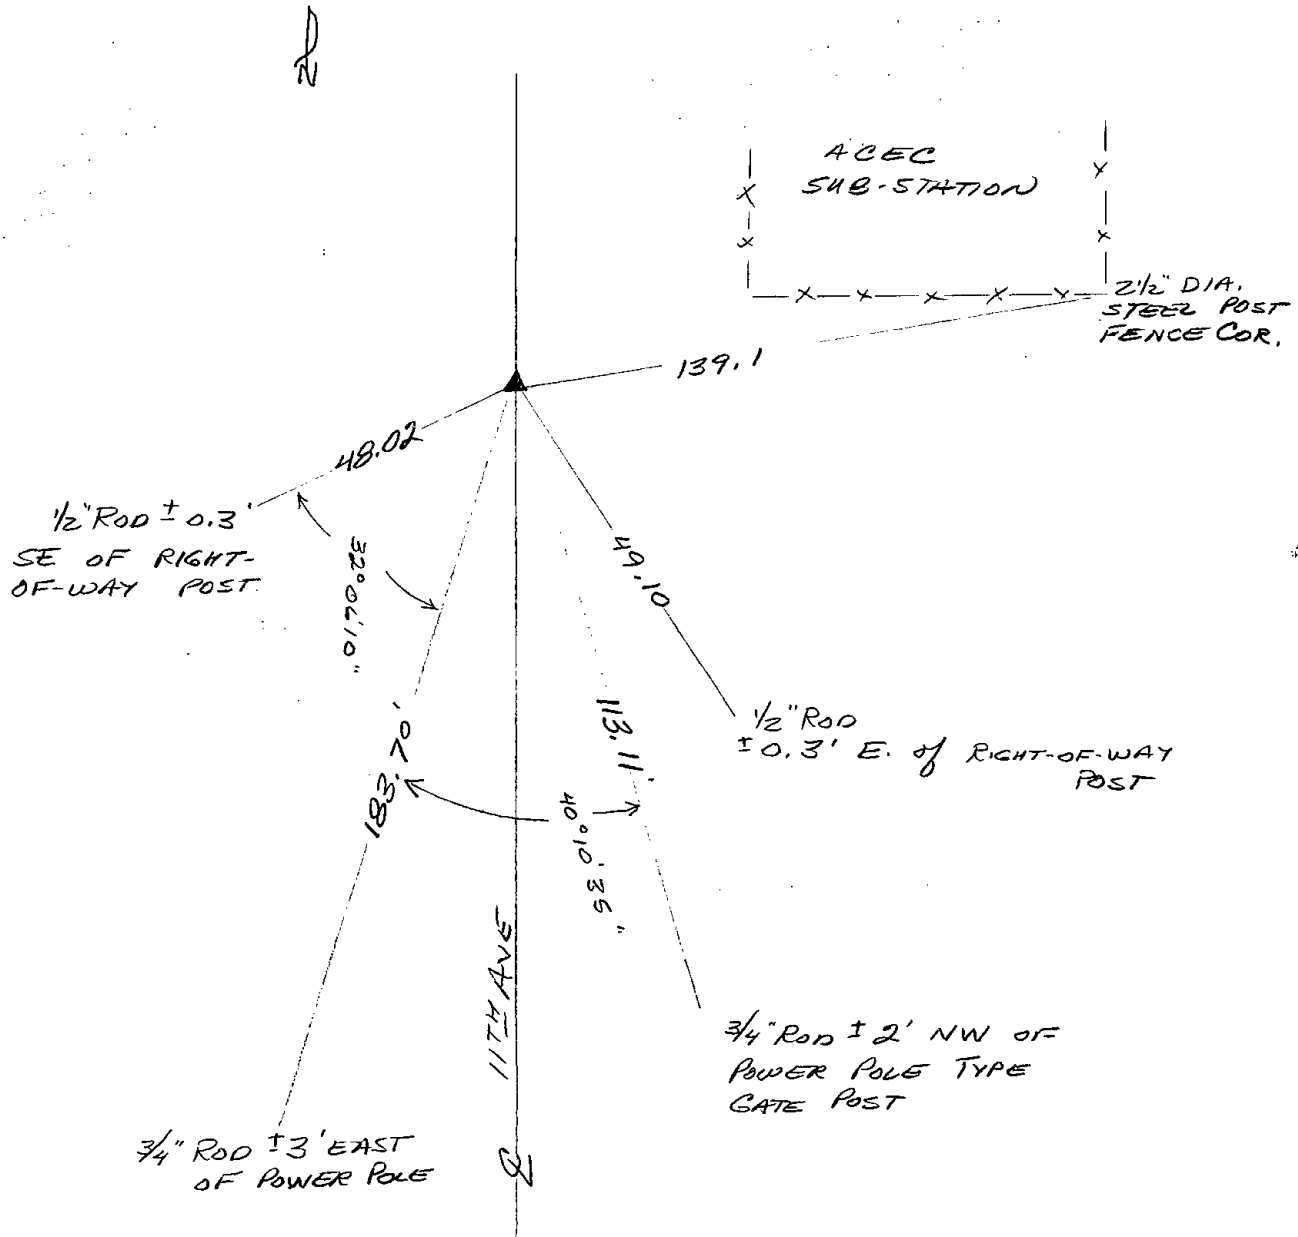 N
ACEC
SUB-STATION
2½" DIA.
STEEL POST
FENCE COR.
139.1
48.02
½" ROD ± 0.3'
SE OF RIGHT-
OF-WAY POST
32°06'10"
49.10
113.11'
183.70'
½" ROD
± 0.3' E. of RIGHT-OF-WAY
POST
40°10'35"
11TH AVE
¾" ROD ± 2' NW OF
POWER POLE TYPE
GATE POST
¾" ROD ± 3' EAST
OF POWER POLE
℄